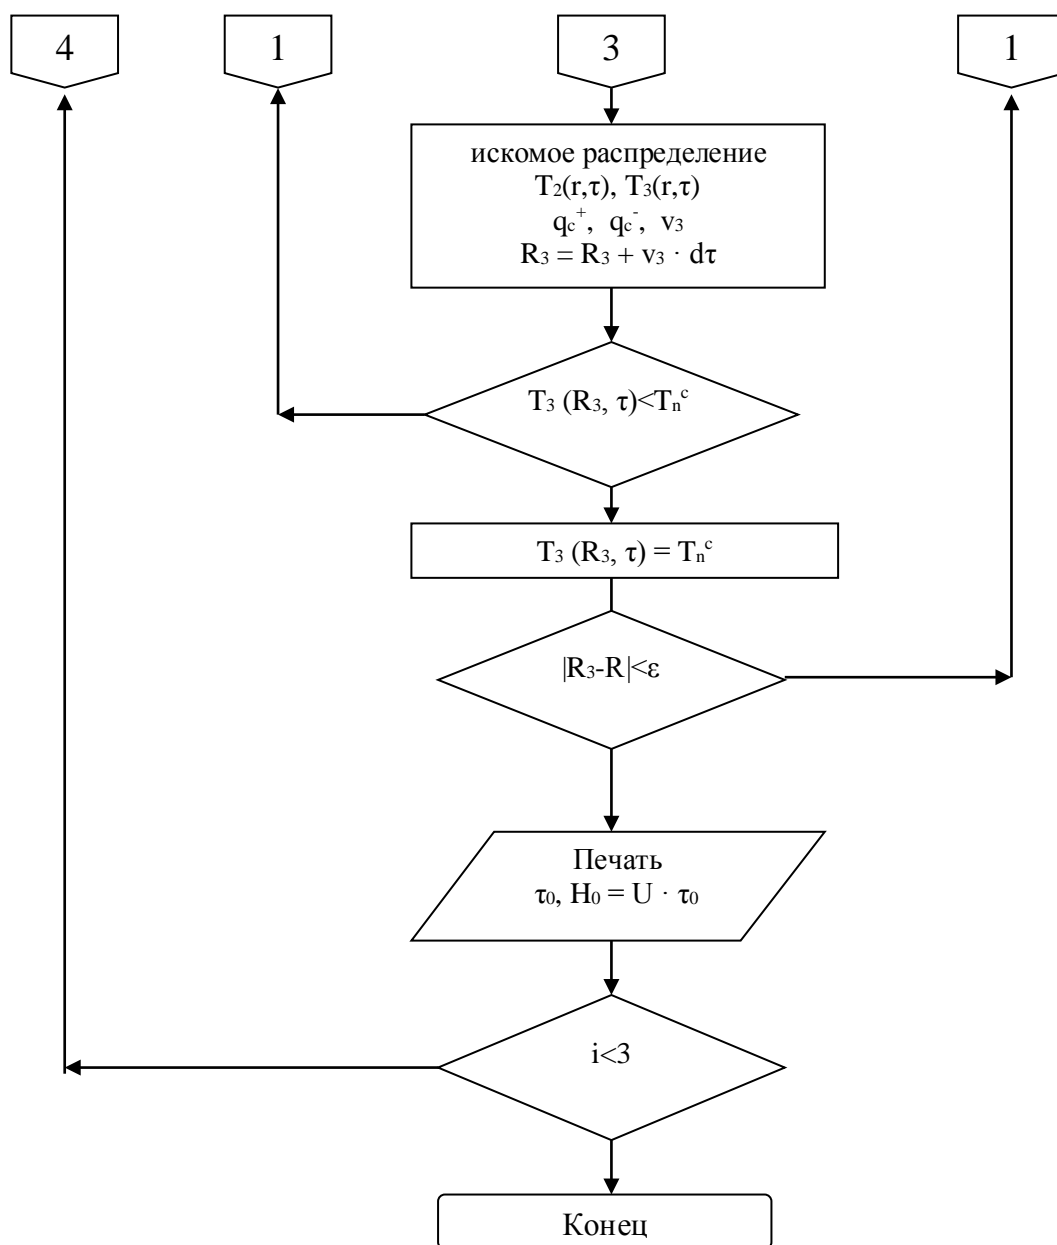 4
1
3
1
искомое распределение
T₂(r,τ), T₃(r,τ)
q꜀⁺, q꜀⁻, v₃
R₃ = R₃ + v₃ · dτ
T₃ (R₃, τ)<Tₙᶜ
T₃ (R₃, τ) = Tₙᶜ
|R₃-R|<ε
Печать
τ₀, H₀ = U · τ₀
i<3
Конец